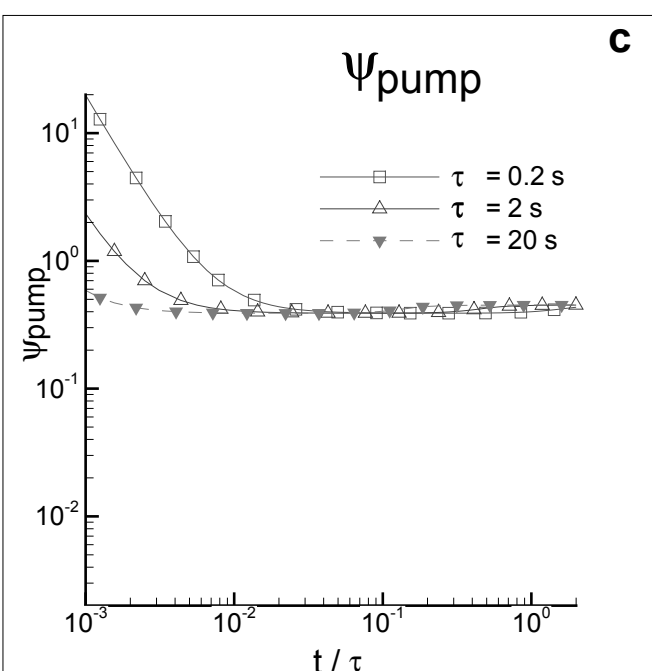 c
ψpump
10¹
τ = 0.2 s
τ = 2 s
τ = 20 s
10⁰
ψpump
10⁻¹
10⁻²
10⁻³ 10⁻² 10⁻¹ 10⁰
t / τ